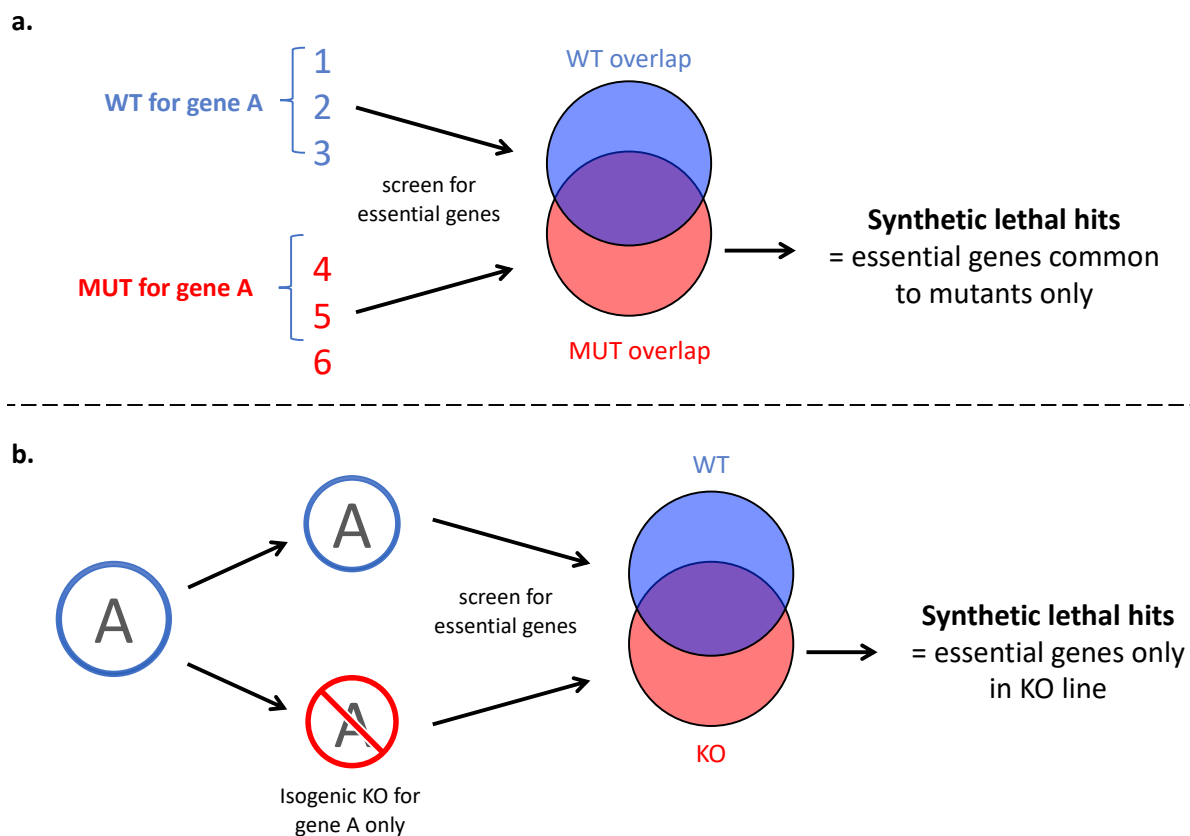 a.
WT for gene A
1
2
3
MUT for gene A
4
5
6
screen for
essential genes
WT overlap
MUT overlap
Synthetic lethal hits
= essential genes common
to mutants only
b.
A
A
A
Isogenic KO for
gene A only
screen for
essential genes
WT
KO
Synthetic lethal hits
= essential genes only
in KO line